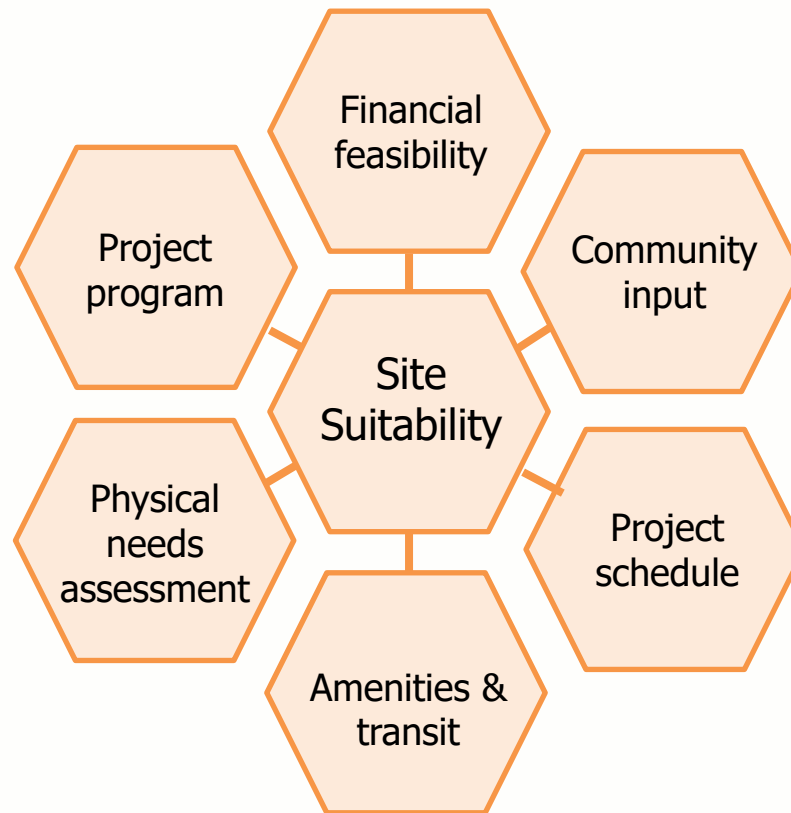 Financial
feasibility
Project
program
Community
input
Site
Suitability
Physical
needs
assessment
Project
schedule
Amenities &
transit